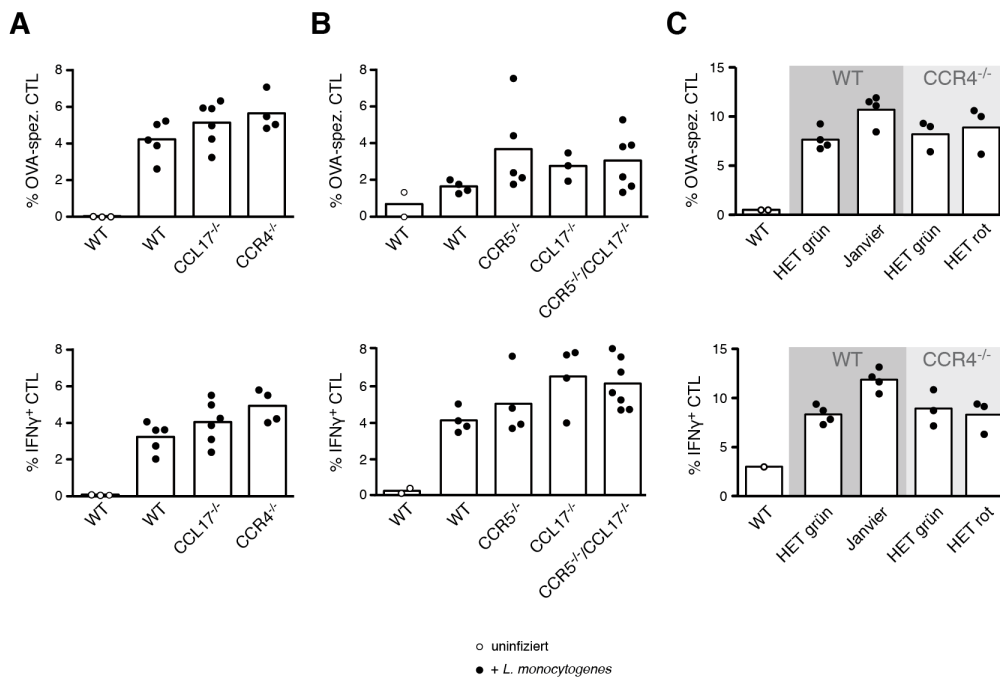 A
B
C
% OVA-spez. CTL
8
6
4
2
0
WT
WT
CCL17-/-
CCR4-/-
% OVA-spez. CTL
8
6
4
2
0
WT
WT
CCR5-/-
CCL17-/-
CCR5-/-/CCL17-/-
% OVA-spez. CTL
15
10
5
0
WT
CCR4-/-
WT
HET grün
Janvier
HET grün
HET rot
% IFNγ+ CTL
8
6
4
2
0
WT
WT
CCL17-/-
CCR4-/-
% IFNγ+ CTL
8
6
4
2
0
WT
WT
CCR5-/-
CCL17-/-
CCR5-/-/CCL17-/-
% IFNγ+ CTL
15
10
5
0
WT
CCR4-/-
WT
HET grün
Janvier
HET grün
HET rot
uninfiziert
+ L. monocytogenes